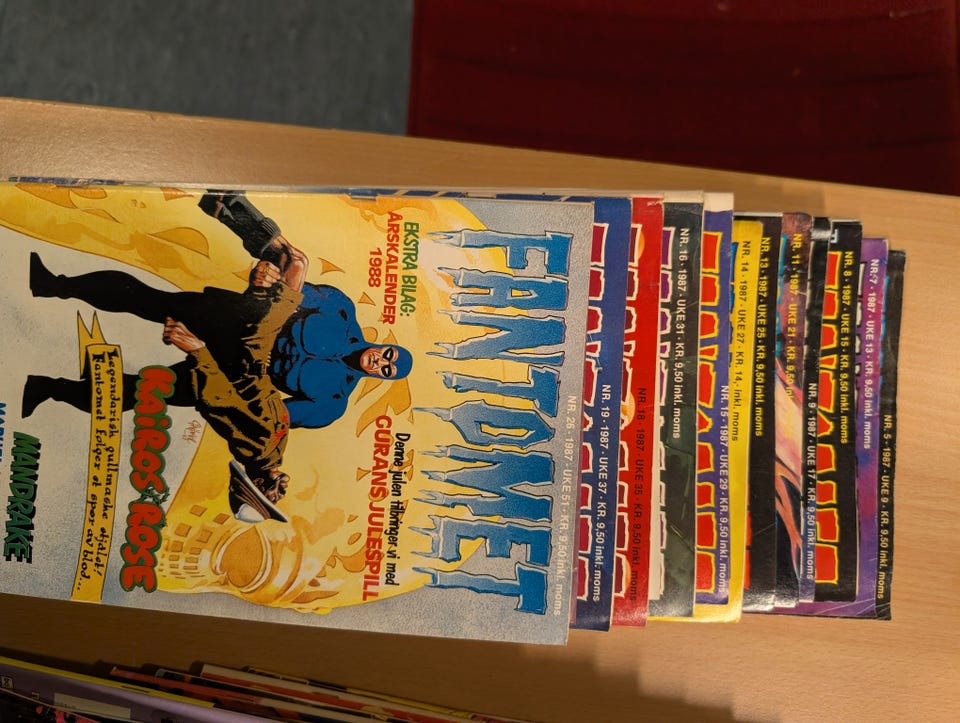 NR. 5 · 1987 · UKE 9 · KR. 9,50 inkl. moms
NR. 7 · 1987 · UKE 13 · KR. 9,50 inkl. moms
NR. 8 · 1987 · UKE 15 · KR. 9,50 inkl. moms
NR. 9 · 1987 · UKE 17 · KR. 9,50 inkl. moms
NR. 11 · 1987 · UKE 21 · KR. 9,50 inkl. moms
NR. 13 · 1987 · UKE 25 · KR. 9,50 inkl. moms
NR. 14 · 1987 · UKE 27 · KR. 14,- inkl. moms
NR. 15 · 1987 · UKE 29 · KR. 9,50 inkl. moms
NR. 16 · 1987 · UKE 31 · KR. 9,50 inkl. moms
NR. 18 · 1987 · UKE 35 · KR. 9,50 inkl. moms
NR. 19 · 1987 · UKE 37 · KR. 9,50 inkl. moms
NR. 26 · 1987 · UKE 51 · KR. 9,50 inkl. moms
FANTOMET
EKSTRA BILAG:
ÅRSKALENDER
1988
Denne julen tilbringer vi med
GURANS JULESPILL
KAIROS ROSE
Legendarisk gullmaske stjålet!
Fantomet følger et spor av blod...
MANDRAKE